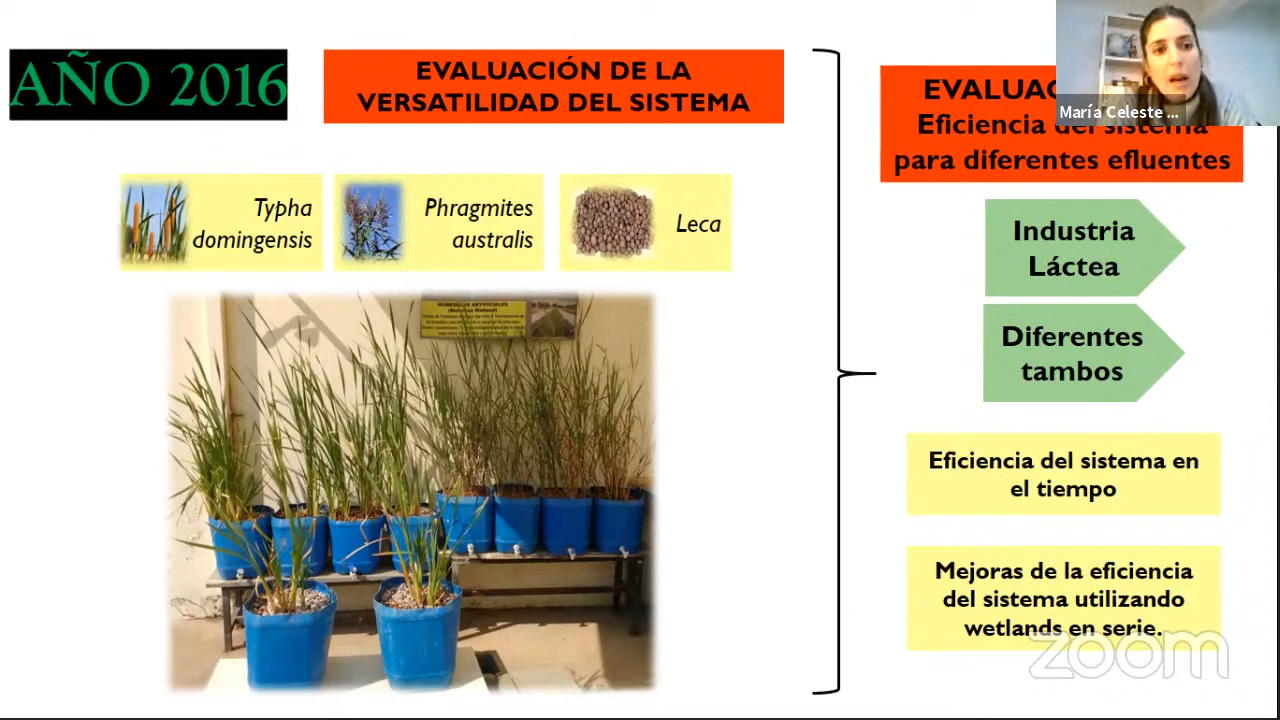 AÑO 2016
EVALUACIÓN DE LA
VERSATILIDAD DEL SISTEMA
Typha
domingensis
Phragmites
australis
Leca
HUMEDALES ARTIFICIALES
María Celeste ...
Eficiencia del sistema
para diferentes efluentes
Industria
Láctea
Diferentes
tambos
Eficiencia del sistema en
el tiempo
Mejoras de la eficiencia
del sistema utilizando
wetlands en serie.
zoom